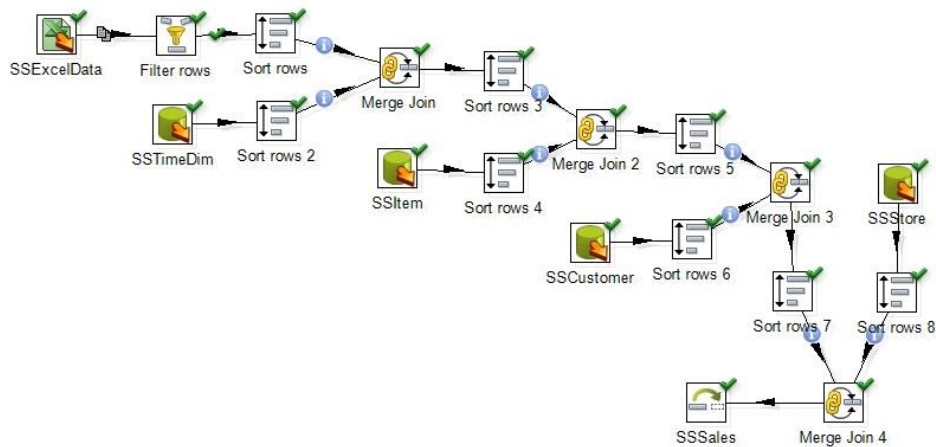 SSExcelData
Filter rows
Sort rows
Merge Join
Sort rows 3
SSTimeDim
Sort rows 2
Merge Join 2
Sort rows 5
SSItem
Sort rows 4
Merge Join 3
SSStore
SSCustomer
Sort rows 6
Sort rows 7
Sort rows 8
SSSales
Merge Join 4